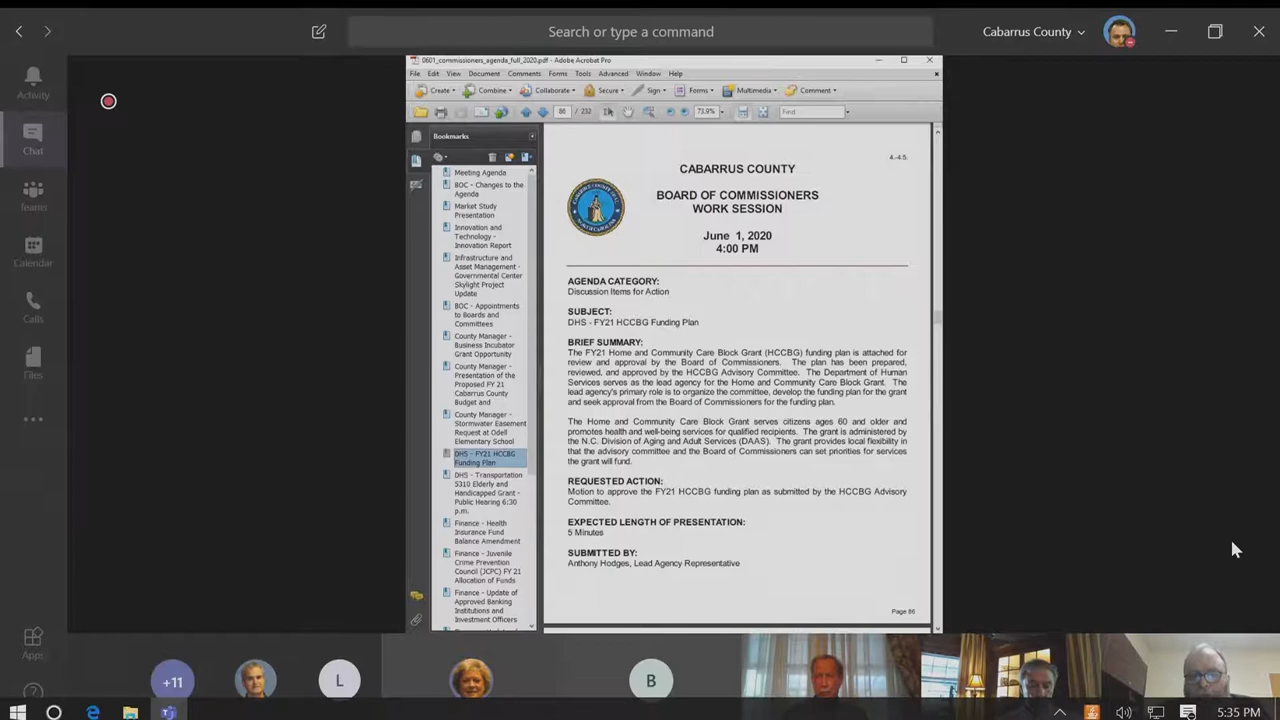 Search or type a command
Cabarrus County
Activity
Chat
Teams
Calendar
Calls
Files
Apps
0601_commissioners_agenda_full_2020.pdf - Adobe Acrobat Pro
File Edit View Document Comments Forms Tools Advanced Window Help
Create Combine Collaborate Secure Sign Forms Multimedia Comment
/ 232 73.9% Find
Bookmarks
Meeting Agenda
BOC - Changes to the
Agenda
Market Study
Presentation
Innovation and
Technology -
Innovation Report
Infrastructure and
Asset Management -
Governmental Center
Skylight Project
Update
BOC - Appointments
to Boards and
Committees
County Manager -
Business Incubator
Grant Opportunity
County Manager -
Presentation of the
Proposed FY 21
Cabarrus County
Budget and
County Manager -
Stormwater Easement
Request at Odell
Elementary School
DHS - FY21 HCCBG
Funding Plan
DHS - Transportation
5310 Elderly and
Handicapped Grant -
Public Hearing 6:30
p.m.
Finance - Health
Insurance Fund
Balance Amendment
Finance - Juvenile
Crime Prevention
Council (JCPC) FY 21
Allocation of Funds
Finance - Update of
Approved Banking
Institutions and
Investment Officers
4.-4.5.
CABARRUS COUNTY
BOARD OF COMMISSIONERS
WORK SESSION
June 1, 2020
4:00 PM
AGENDA CATEGORY:
Discussion Items for Action
SUBJECT:
DHS - FY21 HCCBG Funding Plan
BRIEF SUMMARY:
The FY21 Home and Community Care Block Grant (HCCBG) funding plan is attached for
review and approval by the Board of Commissioners. The plan has been prepared,
reviewed, and approved by the HCCBG Advisory Committee. The Department of Human
Services serves as the lead agency for the Home and Community Care Block Grant. The
lead agency's primary role is to organize the committee, develop the funding plan for the grant
and seek approval from the Board of Commissioners for the funding plan.
The Home and Community Care Block Grant serves citizens ages 60 and older and
promotes health and well-being services for qualified recipients. The grant is administered by
the N.C. Division of Aging and Adult Services (DAAS). The grant provides local flexibility in
that the advisory committee and the Board of Commissioners can set priorities for services
the grant will fund.
REQUESTED ACTION:
Motion to approve the FY21 HCCBG funding plan as submitted by the HCCBG Advisory
Committee.
EXPECTED LENGTH OF PRESENTATION:
5 Minutes
SUBMITTED BY:
Anthony Hodges, Lead Agency Representative
Page 86
+11
L
B
5:35 PM